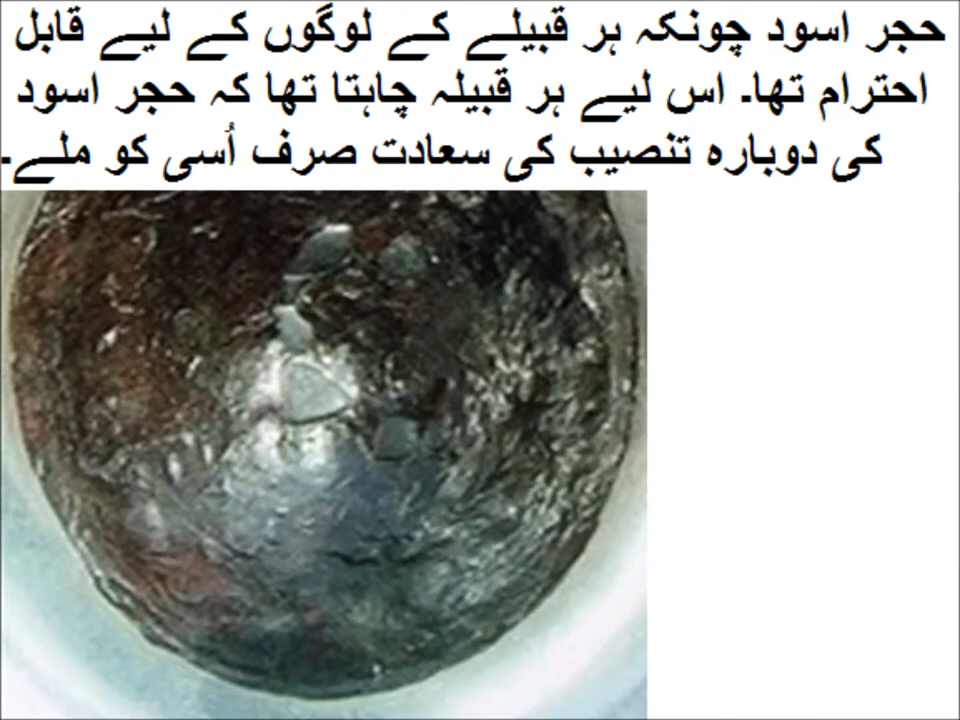 حجر اسود چونکہ ہر قبیلے کے لوگوں کے لیے قابل
احترام تھا۔ اس لیے ہر قبیلہ چاہتا تھا کہ حجر اسود
کی دوبارہ تنصیب کی سعادت صرف اُسی کو ملے۔